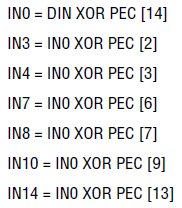 IN0 = DIN XOR PEC [14]
IN3 = IN0 XOR PEC [2]
IN4 = IN0 XOR PEC [3]
IN7 = IN0 XOR PEC [6]
IN8 = IN0 XOR PEC [7]
IN10 = IN0 XOR PEC [9]
IN14 = IN0 XOR PEC [13]